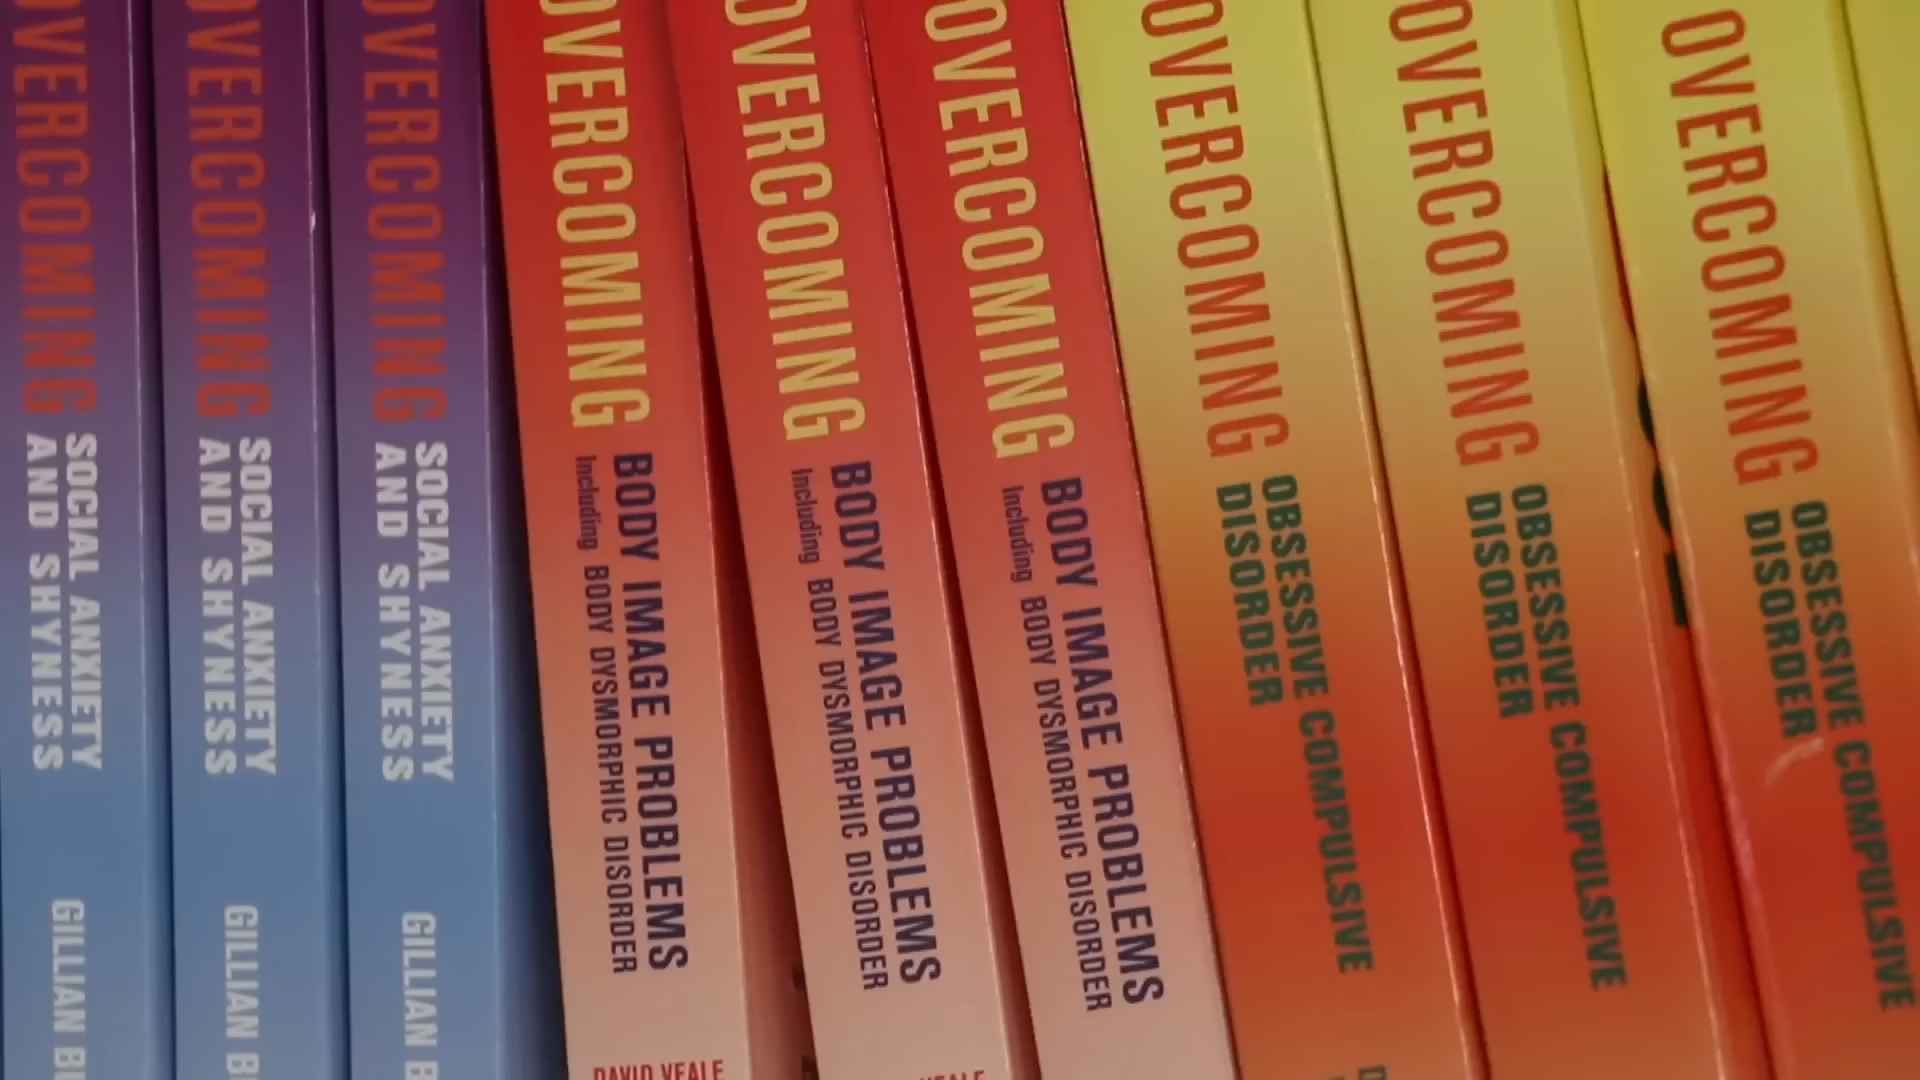 OVERCOMING
SOCIAL ANXIETY
AND SHYNESS
GILLIAN
OVERCOMING
SOCIAL ANXIETY
AND SHYNESS
GILLIAN
OVERCOMING
SOCIAL ANXIETY
AND SHYNESS
GILLIAN
OVERCOMING
BODY IMAGE PROBLEMS
Including BODY DYSMORPHIC DISORDER
DAVID VEALE
OVERCOMING
BODY IMAGE PROBLEMS
Including BODY DYSMORPHIC DISORDER
VEALE
OVERCOMING
BODY IMAGE PROBLEMS
Including BODY DYSMORPHIC DISORDER
OVERCOMING
OBSESSIVE COMPULSIVE
DISORDER
OVERCOMING
OBSESSIVE COMPULSIVE
DISORDER
OVERCOMING
OBSESSIVE COMPULSIVE
DISORDER